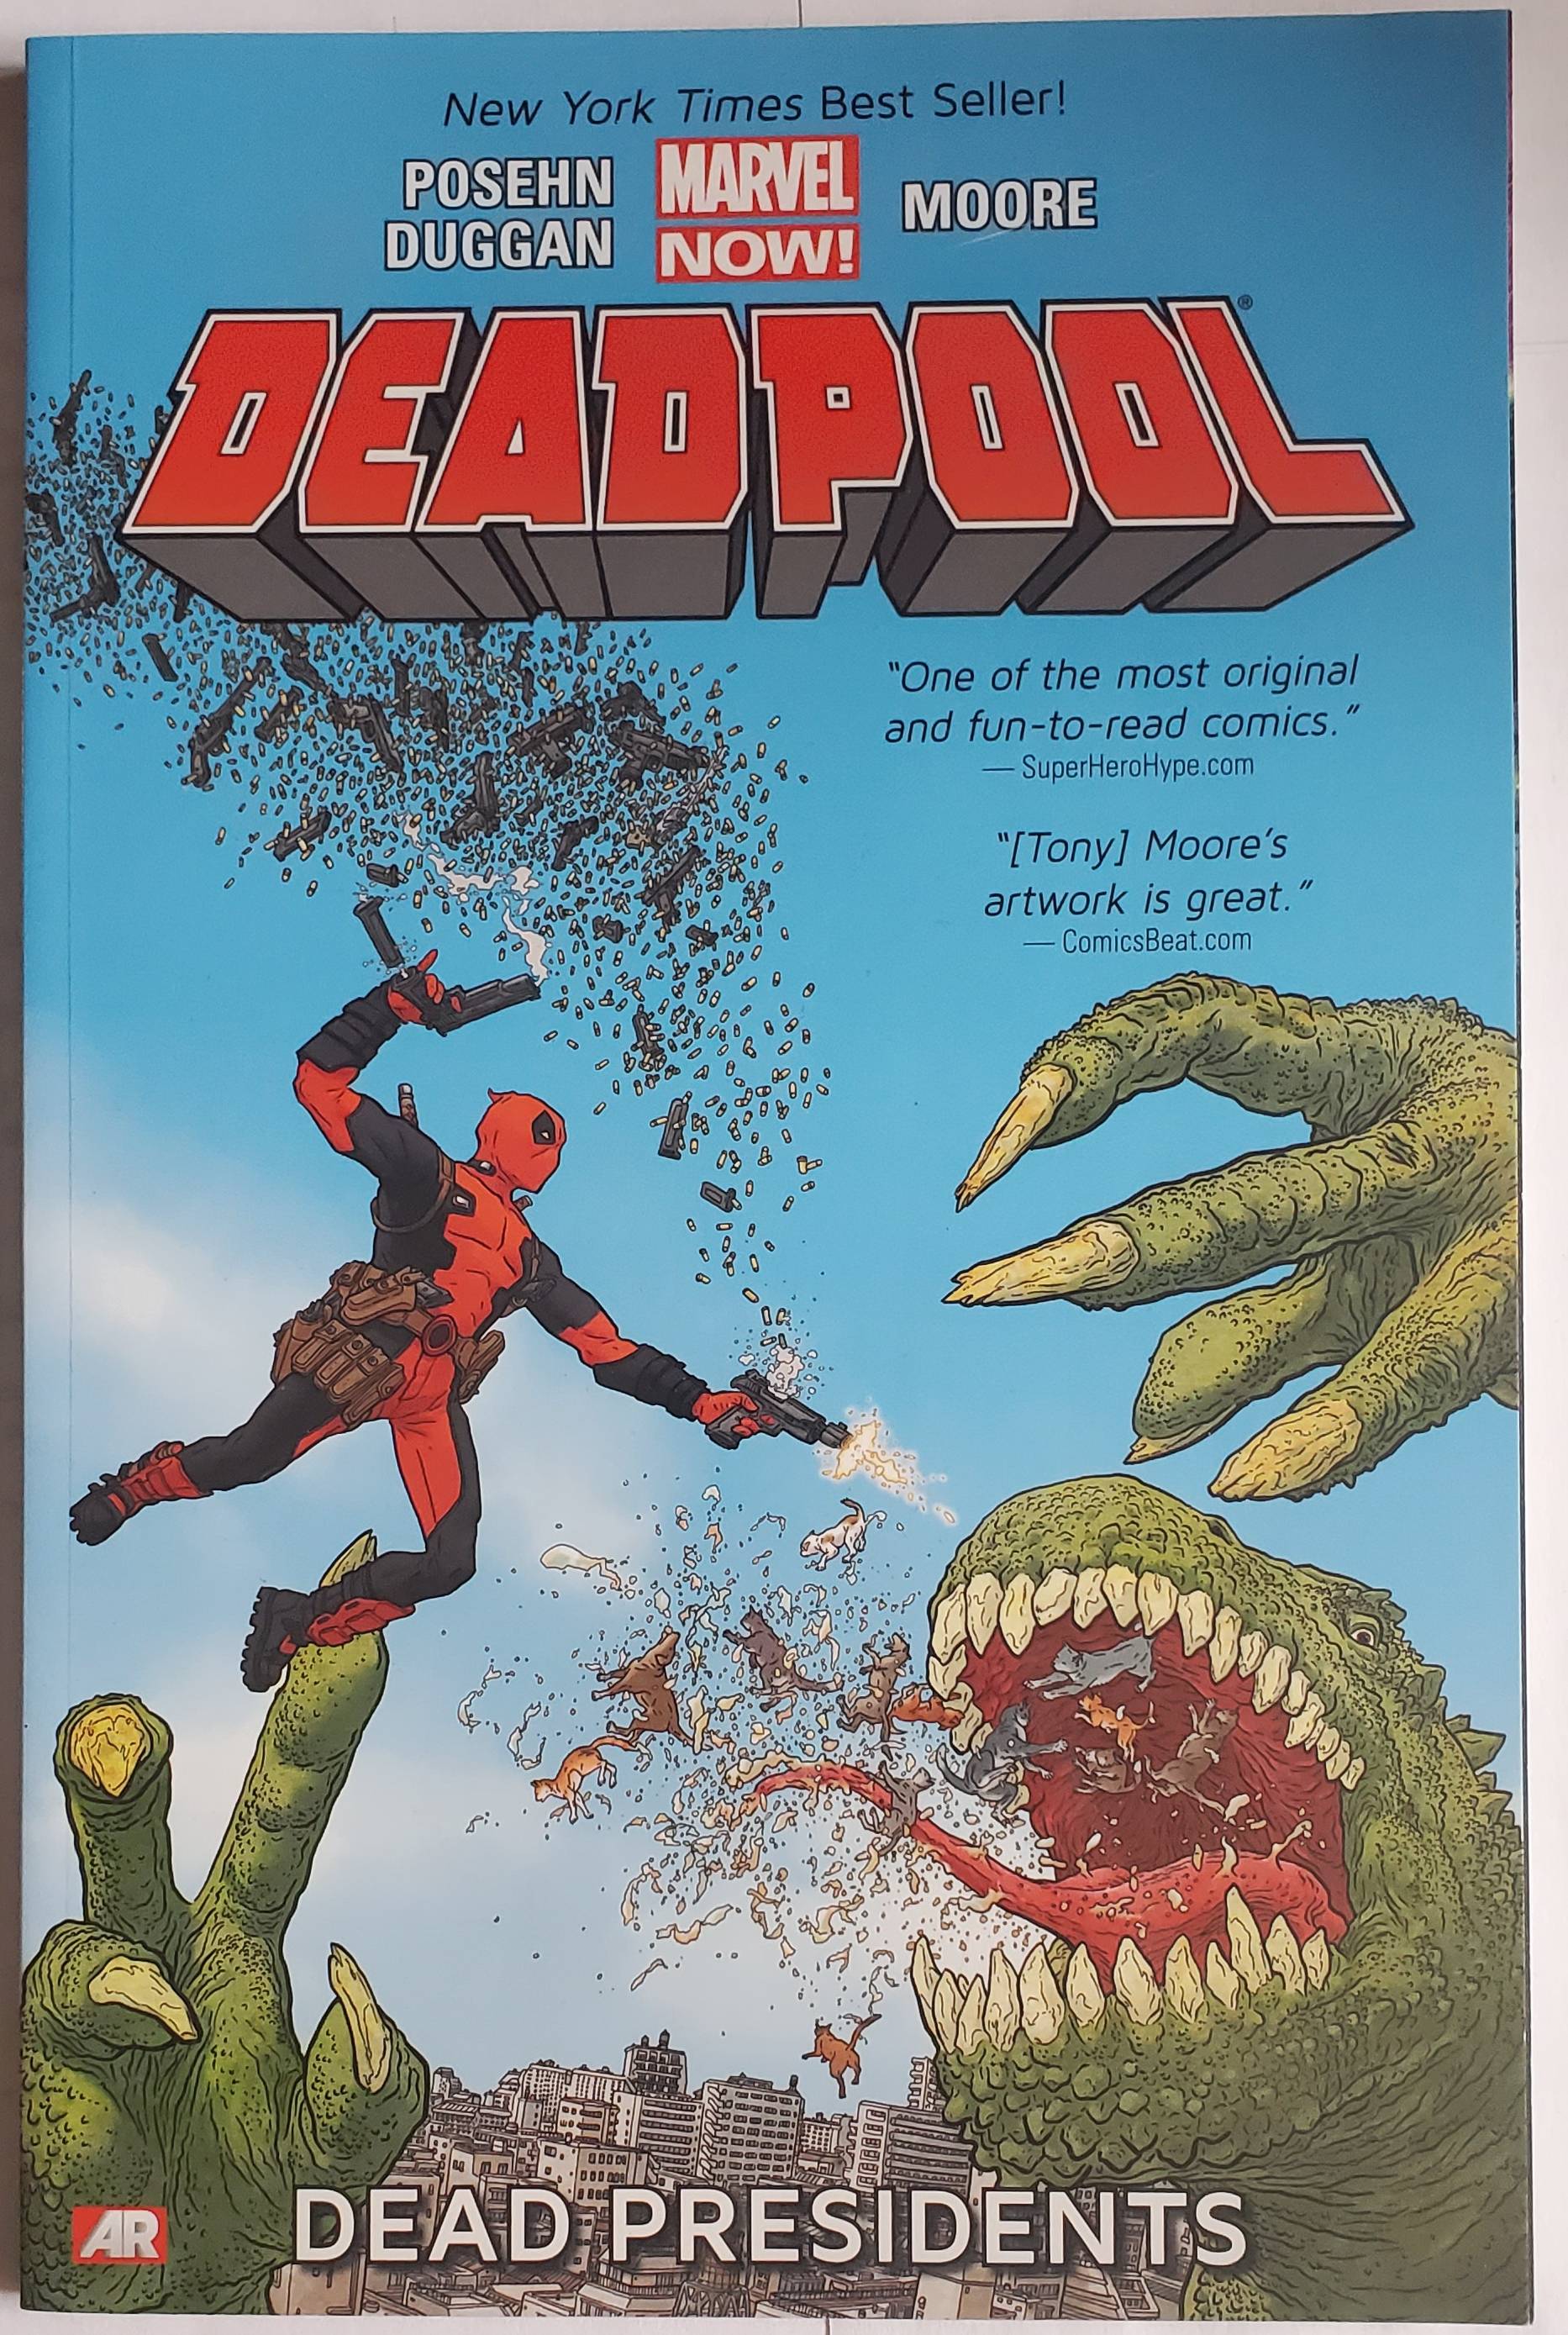 New York Times Best Seller!
POSEHN
DUGGAN
MARVEL
NOW!
MOORE
DEADPOOL®
“One of the most original
and fun-to-read comics.”
— SuperHeroHype.com
“[Tony] Moore’s
artwork is great.”
— ComicsBeat.com
AR
DEAD PRESIDENTS